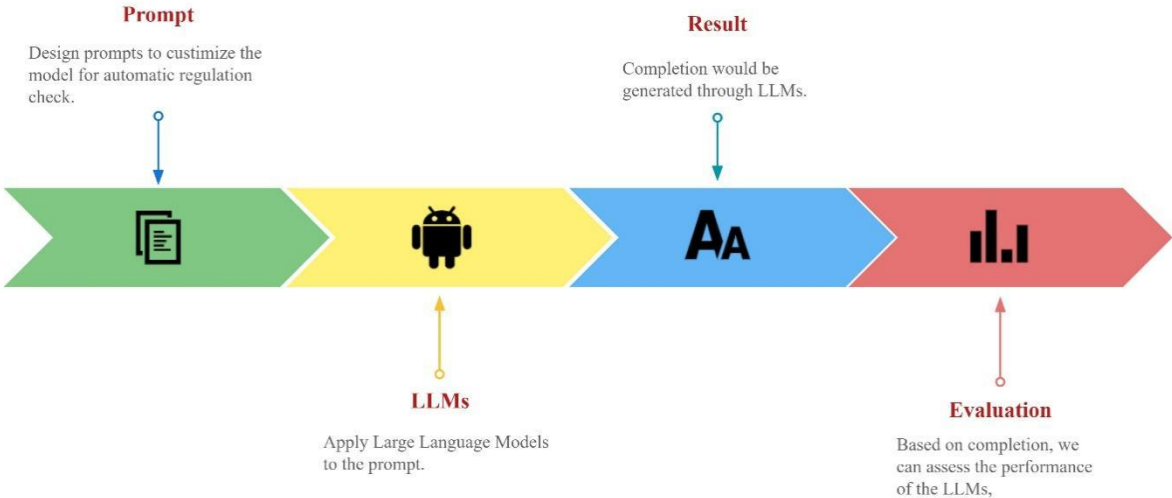 Prompt
Design prompts to custimize the
model for automatic regulation
check.
Result
Completion would be
generated through LLMs.
AA
LLMs
Apply Large Language Models
to the prompt.
Evaluation
Based on completion, we
can assess the performance
of the LLMs,